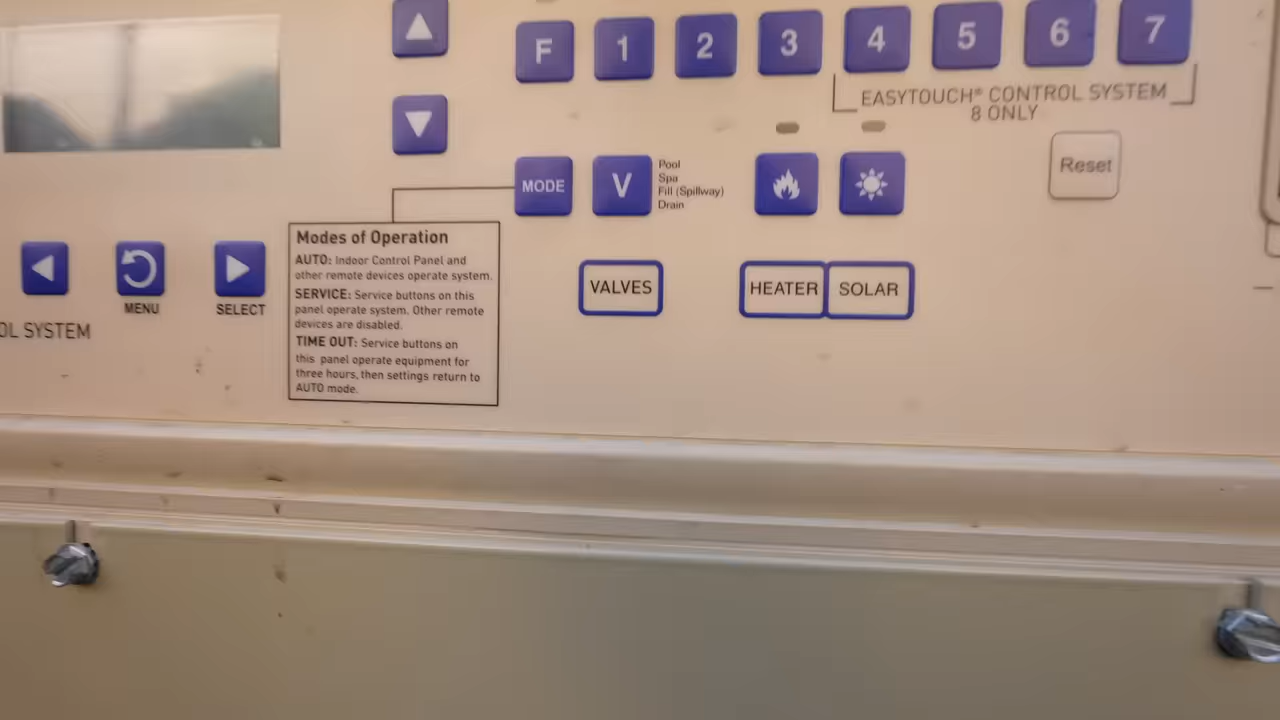 F 1 2 3 4 5 6 7
EASYTOUCH® CONTROL SYSTEM
8 ONLY
MODE
V
Pool
Spa
Fill (Spillway)
Drain
Reset
MENU
SELECT
OL SYSTEM
Modes of Operation
AUTO: Indoor Control Panel and
other remote devices operate system.
SERVICE: Service buttons on this
panel operate system. Other remote
devices are disabled.
TIME OUT: Service buttons on
this panel operate equipment for
three hours, then settings return to
AUTO mode.
VALVES
HEATER
SOLAR